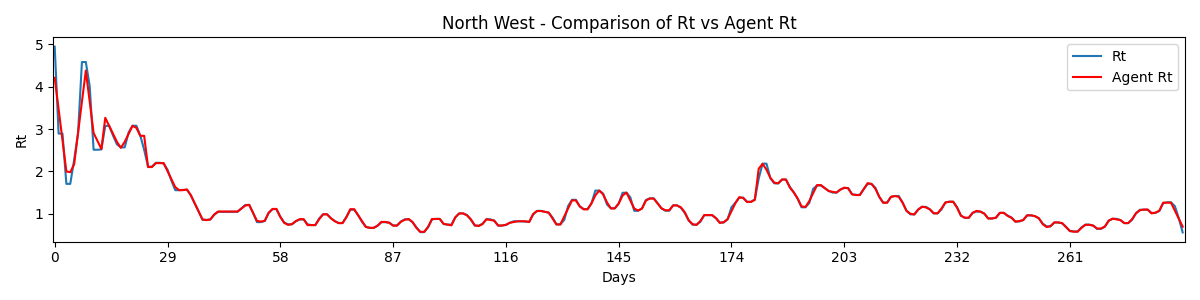 North West - Comparison of Rt vs Agent Rt
Rt
Agent Rt
5
4
3
2
1
Rt
0 29 58 87 116 145 174 203 232 261
Days